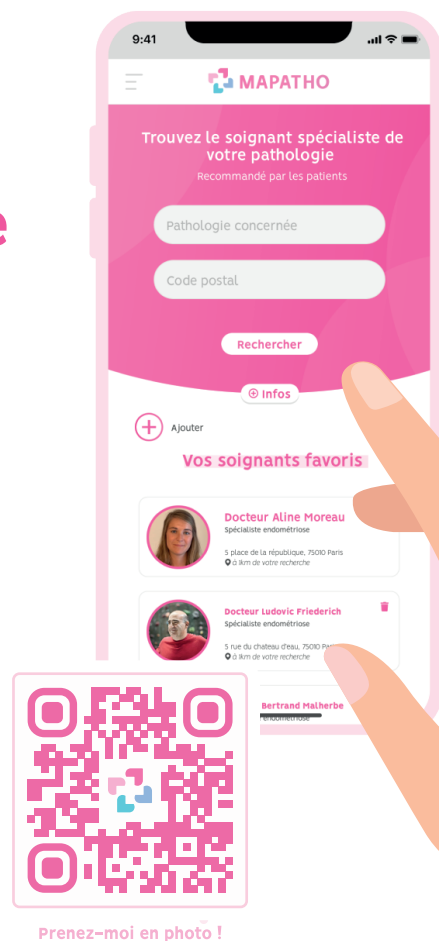 9:41
MAPATHO
Trouvez le soignant spécialiste de
votre pathologie
Recommandé par les patients
Pathologie concernée
Code postal
Rechercher
Infos
Ajouter
Vos soignants favoris
Docteur Aline Moreau
Spécialiste endométriose
5 place de la république, 75010 Paris
à 1km de votre recherche
Docteur Ludovic Friederich
Spécialiste endométriose
5 rue du chateau d'eau, 75010
à 1km de votre recherche
Bertrand Malherbe
endométriose
Prenez-moi en photo !